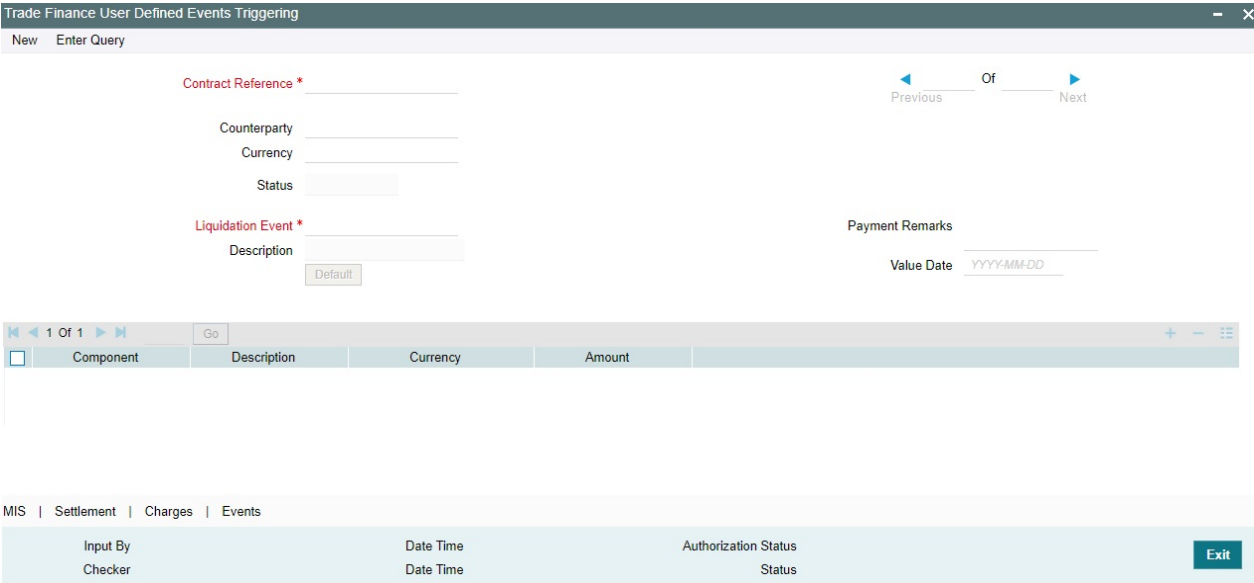 Trade Finance User Defined Events Triggering
New Enter Query
Contract Reference *
Of
Previous Next
Counterparty
Currency
Status
Liquidation Event *
Payment Remarks
Description
Default
Value Date YYYY-MM-DD
1 Of 1 Go
Component Description Currency Amount
MIS | Settlement | Charges | Events
Input By Date Time Authorization Status
Checker Date Time Status
Exit